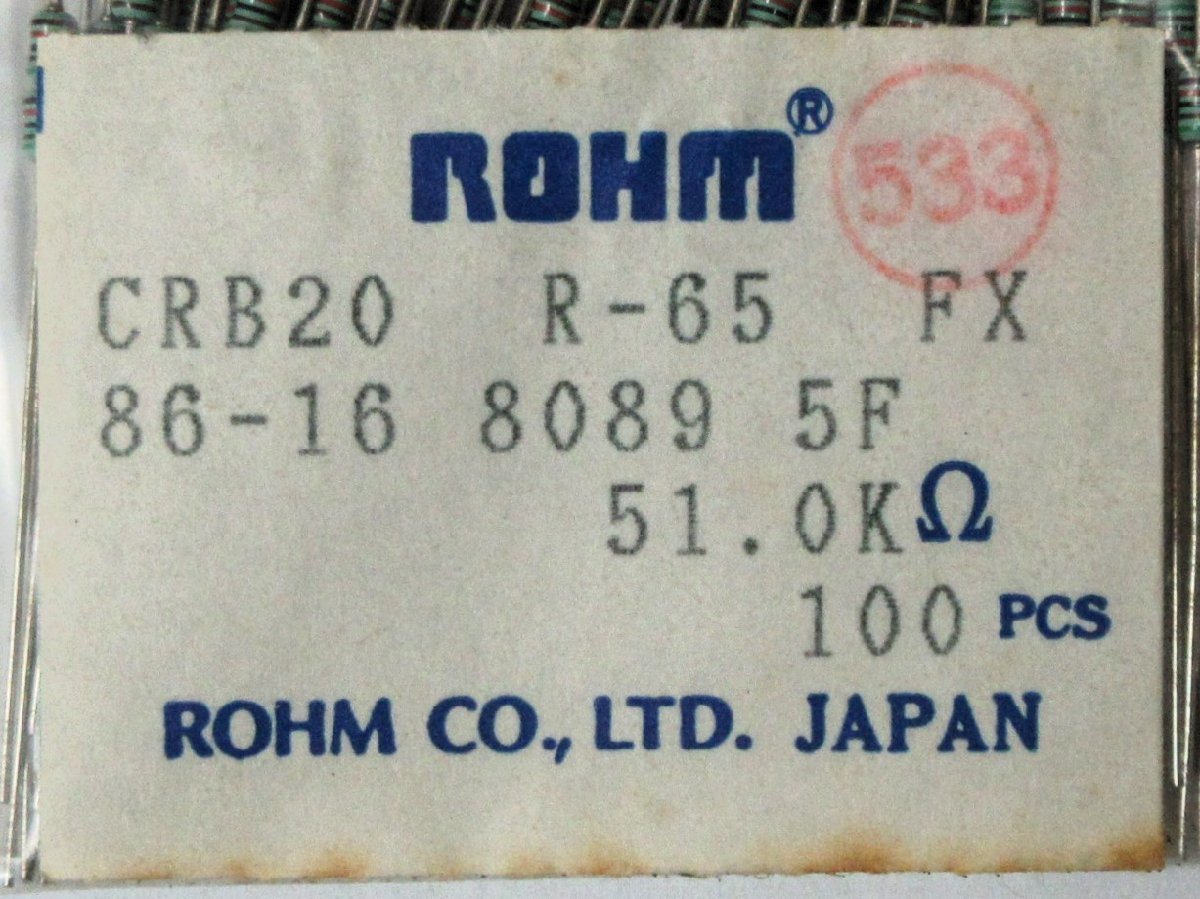 ROHM®
533
CRB20 R-65 FX
86-16 8089 5F
51.0KΩ
100 PCS
ROHM CO., LTD. JAPAN